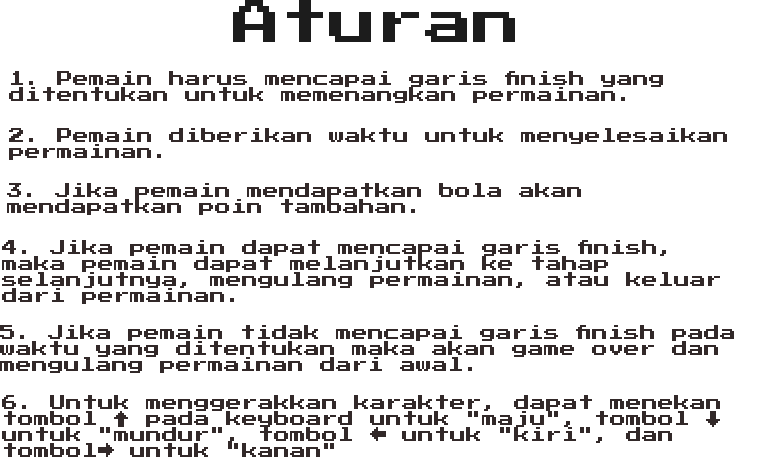 Aturan
1. Pemain harus mencapai garis finish yang
ditentukan untuk memenangkan permainan.
2. Pemain diberikan waktu untuk menyelesaikan
permainan.
3. Jika pemain mendapatkan bola akan
mendapatkan poin tambahan.
4. Jika pemain dapat mencapai garis finish,
maka pemain dapat melanjutkan ke tahap
selanjutnya, mengulang permainan, atau keluar
dari permainan.
5. Jika pemain tidak mencapai garis finish pada
waktu yang ditentukan maka akan game over dan
mengulang permainan dari awal.
6. Untuk menggerakkan karakter, dapat menekan
tombol ↑ pada keyboard untuk "maju", tombol ↓
untuk "mundur", tombol ← untuk "kiri", dan
tombol→ untuk "kanan"